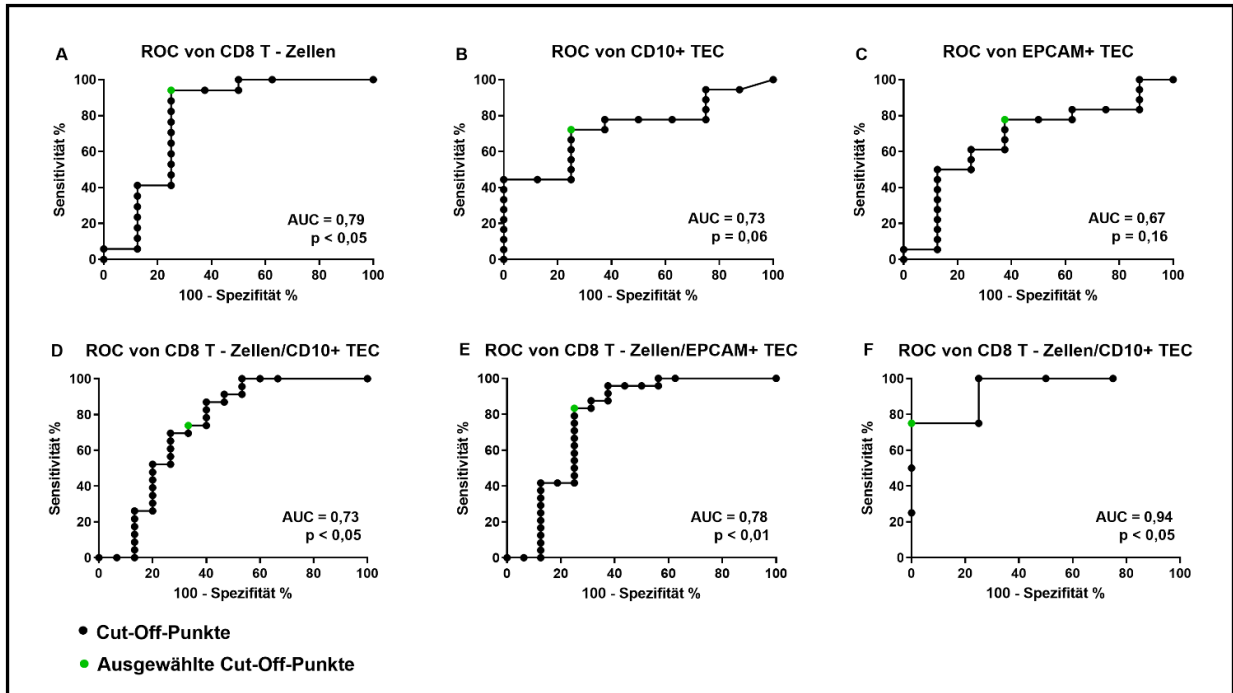 A ROC von CD8 T - Zellen
100
80
60
40
20
0
Sensitivität %
0 20 40 60 80 100
100 - Spezifität %
AUC = 0,79
p < 0,05
B ROC von CD10+ TEC
100
80
60
40
20
0
Sensitivität %
0 20 40 60 80 100
100 - Spezifität %
AUC = 0,73
p = 0,06
C ROC von EPCAM+ TEC
100
80
60
40
20
0
Sensitivität %
0 20 40 60 80 100
100 - Spezifität %
AUC = 0,67
p = 0,16
D ROC von CD8 T - Zellen/CD10+ TEC
100
80
60
40
20
0
Sensitivität %
0 20 40 60 80 100
100 - Spezifität %
AUC = 0,73
p < 0,05
E ROC von CD8 T - Zellen/EPCAM+ TEC
100
80
60
40
20
0
Sensitivität %
0 20 40 60 80 100
100 - Spezifität %
AUC = 0,78
p < 0,01
F ROC von CD8 T - Zellen/CD10+ TEC
100
80
60
40
20
0
Sensitivität %
0 20 40 60 80 100
100 - Spezifität %
AUC = 0,94
p < 0,05
Cut-Off-Punkte
Ausgewählte Cut-Off-Punkte